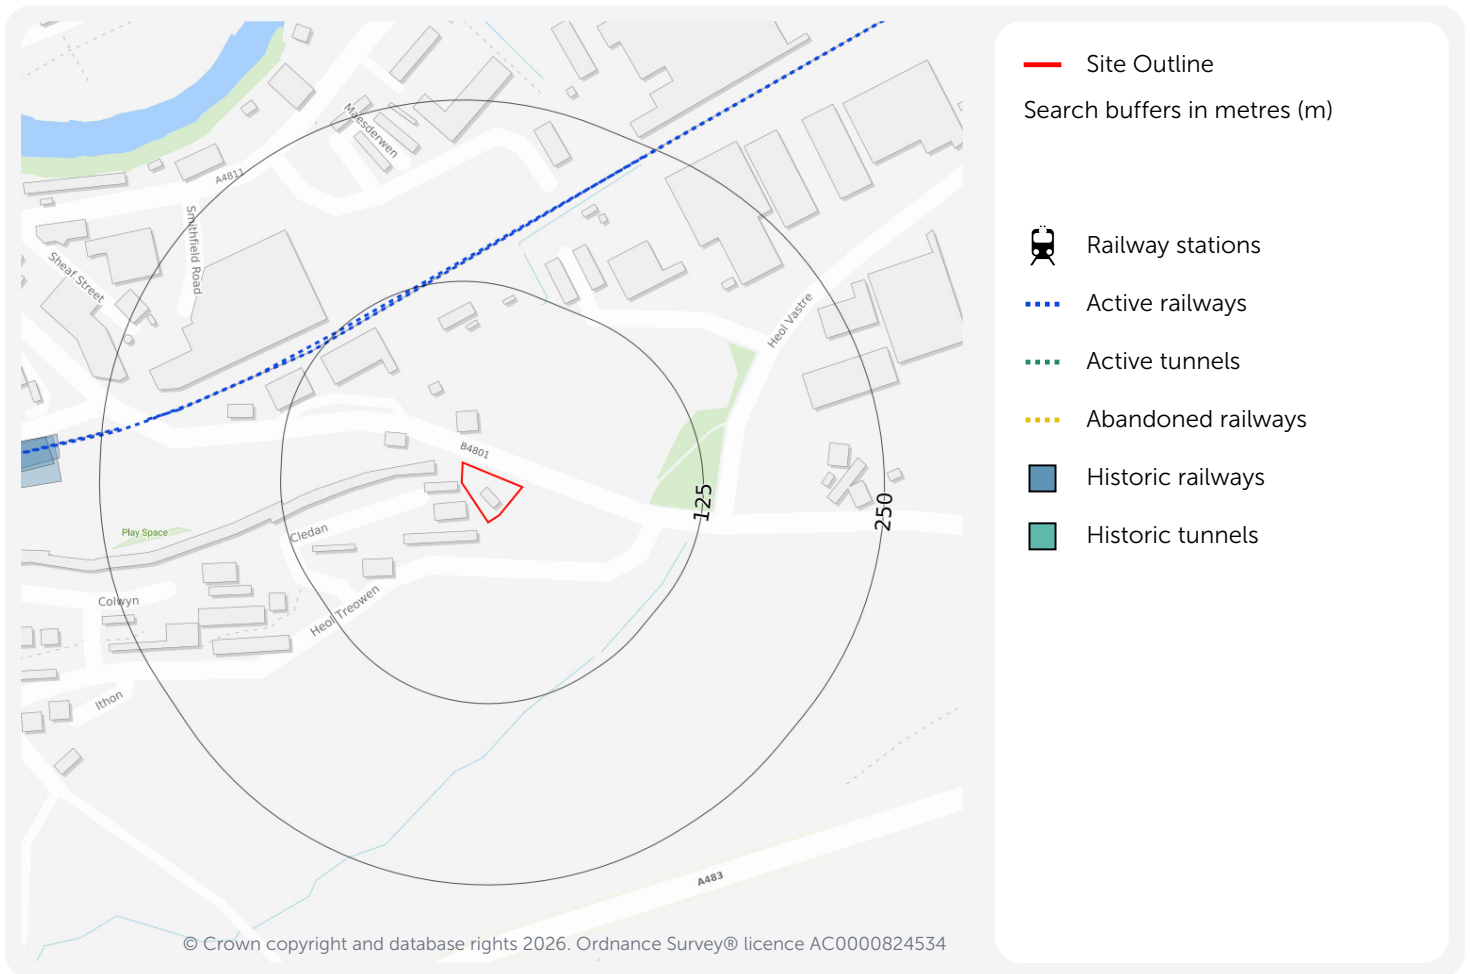 Maesderwen
A4811
Smithfield Road
Sheaf Street
Heol Vastre
B4801
125
250
Play Space
Cledan
Colwyn
Heol Treowen
Ithon
A483
© Crown copyright and database rights 2026. Ordnance Survey® licence AC0000824534
Site Outline
Search buffers in metres (m)
Railway stations
Active railways
Active tunnels
Abandoned railways
Historic railways
Historic tunnels